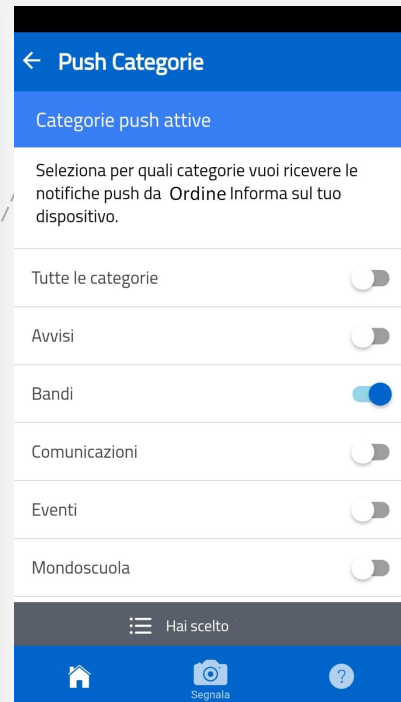 Push Categorie
Categorie push attive
Seleziona per quali categorie vuoi ricevere le
notifiche push da Ordine Informa sul tuo
dispositivo.
Tutte le categorie
Avvisi
Bandi
Comunicazioni
Eventi
Mondoscuola
Hai scelto
Segnala
?